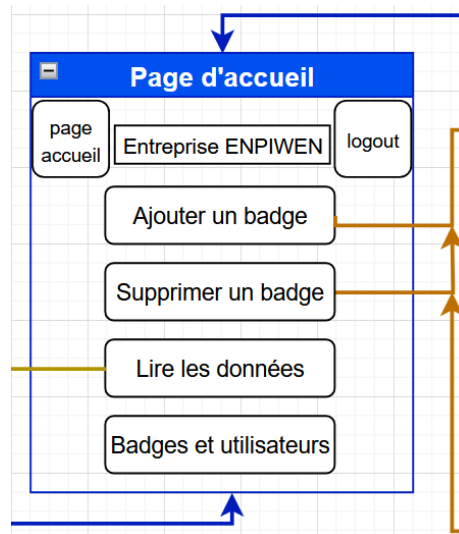 Page d'accueil
page
accueil
Entreprise ENPIWEN
logout
Ajouter un badge
Supprimer un badge
Lire les données
Badges et utilisateurs